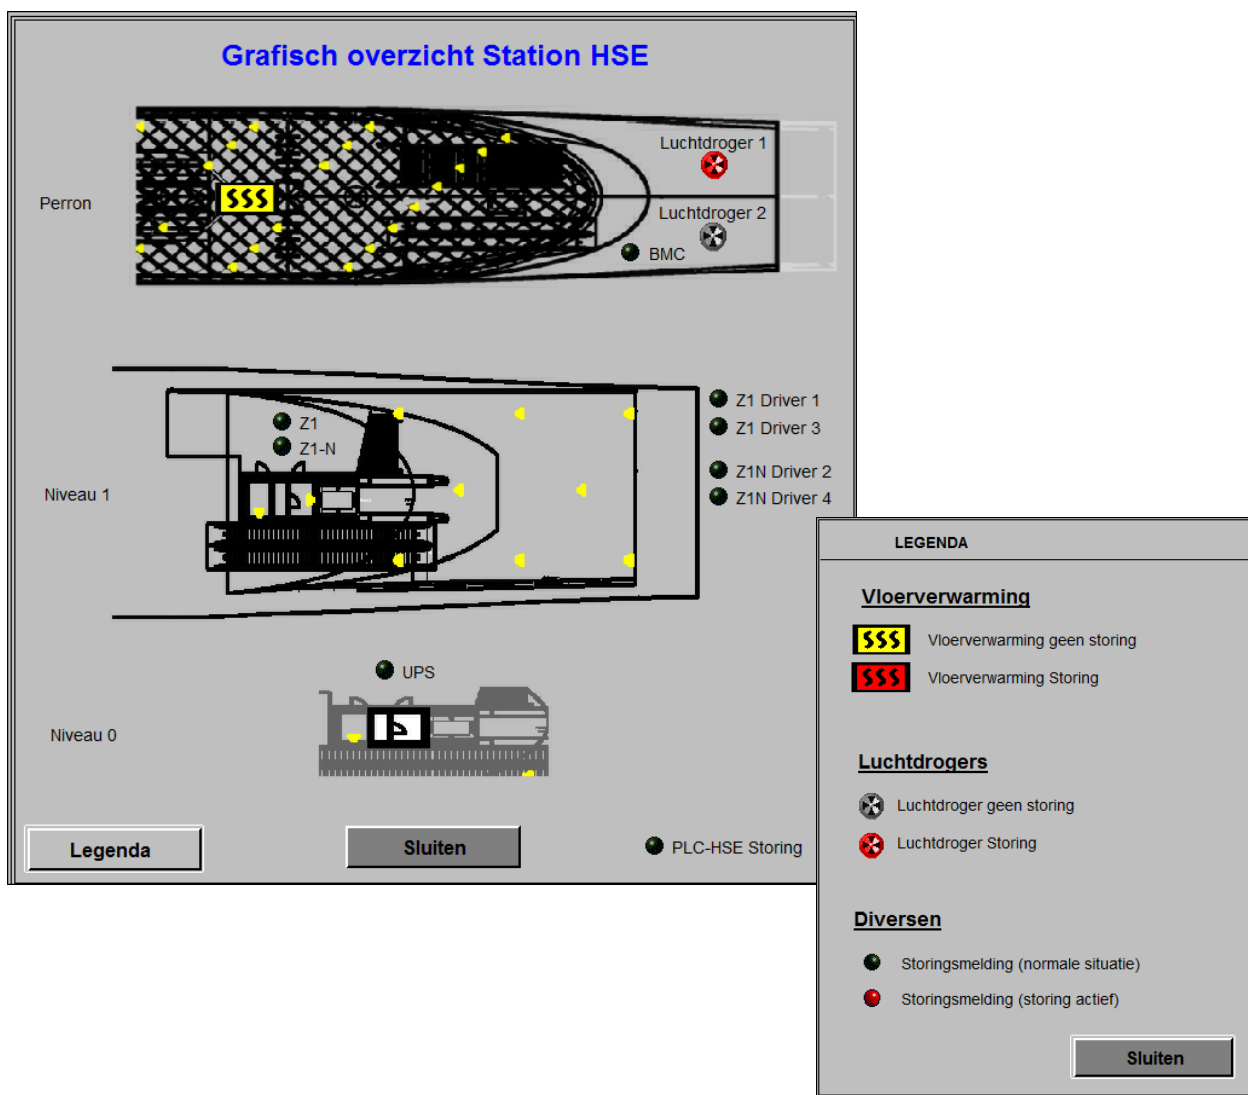 Grafisch overzicht Station HSE
Luchtdroger 1
Perron
Luchtdroger 2
BMC
Z1 Driver 1
Z1
Z1 Driver 3
Z1-N
Z1N Driver 2
Niveau 1
Z1N Driver 4
UPS
Niveau 0
Legenda
Sluiten
PLC-HSE Storing
LEGENDA
Vloerverwarming
Vloerverwarming geen storing
Vloerverwarming Storing
Luchtdrogers
Luchtdroger geen storing
Luchtdroger Storing
Diversen
Storingsmelding (normale situatie)
Storingsmelding (storing actief)
Sluiten